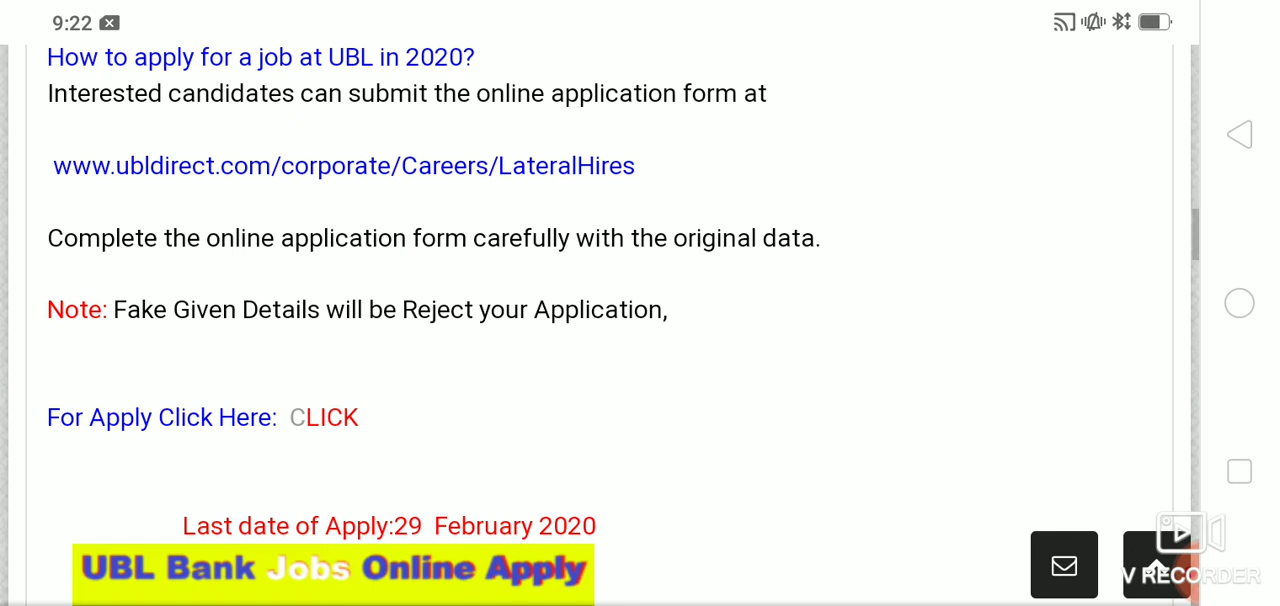 9:22
How to apply for a job at UBL in 2020?
Interested candidates can submit the online application form at
www.ubldirect.com/corporate/Careers/LateralHires
Complete the online application form carefully with the original data.
Note: Fake Given Details will be Reject your Application,
For Apply Click Here: CLICK
Last date of Apply:29 February 2020
UBL Bank Jobs Online Apply
V RECORDER